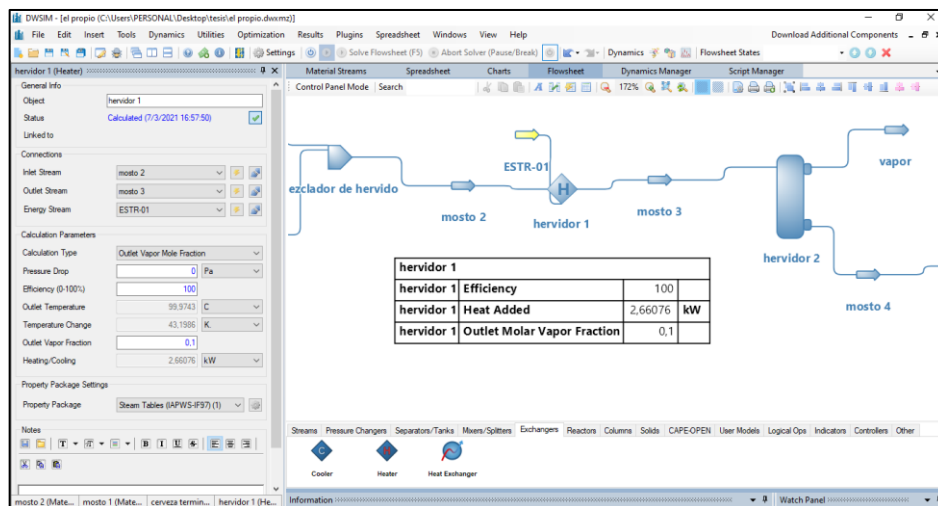 DWSIM - [el propio (C:\Users\PERSONAL\Desktop\tesis\el propio.dwxmz)]
File Edit Insert Tools Dynamics Utilities Optimization Results Plugins Spreadsheet Windows View Help Download Additional Components
Settings Solve Flowsheet (F5) Abort Solver (Pause/Break) Dynamics Flowsheet States
hervidor 1 (Heater)
General Info
Object hervidor 1
Status Calculated (7/3/2021 16:57:50)
Linked to
Connections
Inlet Stream mosto 2
Outlet Stream mosto 3
Energy Stream ESTR-01
Calculation Parameters
Calculation Type Outlet Vapor Mole Fraction
Pressure Drop 0 Pa
Efficiency (0-100%) 100
Outlet Temperature 99,9743 C
Temperature Change 43,1986 K.
Outlet Vapor Fraction 0,1
Heating/Cooling 2,66076 kW
Property Package Settings
Property Package Steam Tables (IAPWS-IF97) (1)
Notes
mosto 2 (Mate... mosto 1 (Mate... cerveza termin... hervidor 1 (He...
Material Streams Spreadsheet Charts Flowsheet Dynamics Manager Script Manager
Control Panel Mode Search 172%
ESTR-01
vapor
ezclador de hervido
H
mosto 2
hervidor 1
mosto 3
hervidor 2
mosto 4
hervidor 1
hervidor 1 Efficiency 100
hervidor 1 Heat Added 2,66076 kW
hervidor 1 Outlet Molar Vapor Fraction 0,1
Streams Pressure Changers Separators/Tanks Mixers/Splitters Exchangers Reactors Columns Solids CAPE-OPEN User Models Logical Ops Indicators Controllers Other
C H
Cooler Heater Heat Exchanger
Information Watch Panel